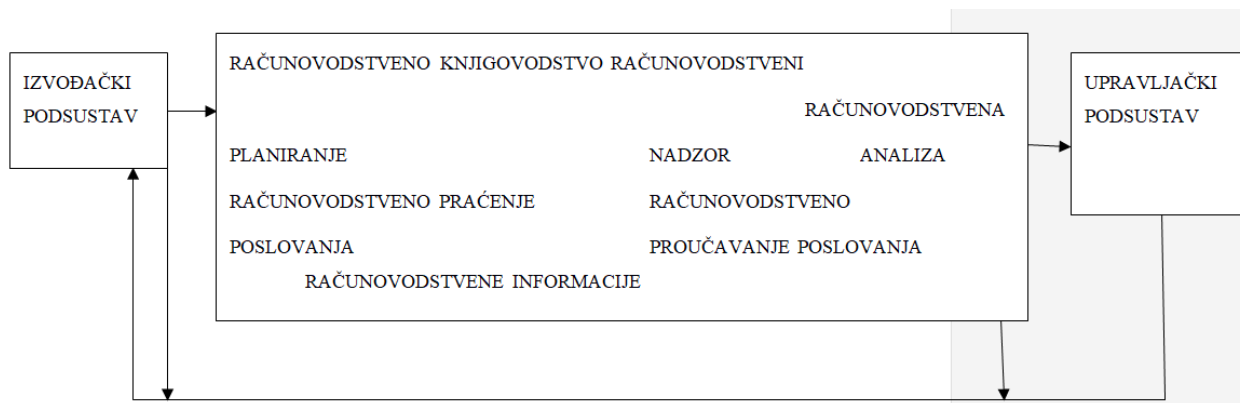 IZVOĐAČKI
PODSUSTAV
RAČUNOVODSTVENO KNJIGOVODSTVO RAČUNOVODSTVENI
RAČUNOVODSTVENA
PLANIRANJE NADZOR ANALIZA
RAČUNOVODSTVENO PRAĆENJE RAČUNOVODSTVENO
POSLOVANJA PROUČAVANJE POSLOVANJA
RAČUNOVODSTVENE INFORMACIJE
UPRAVLJAČKI
PODSUSTAV